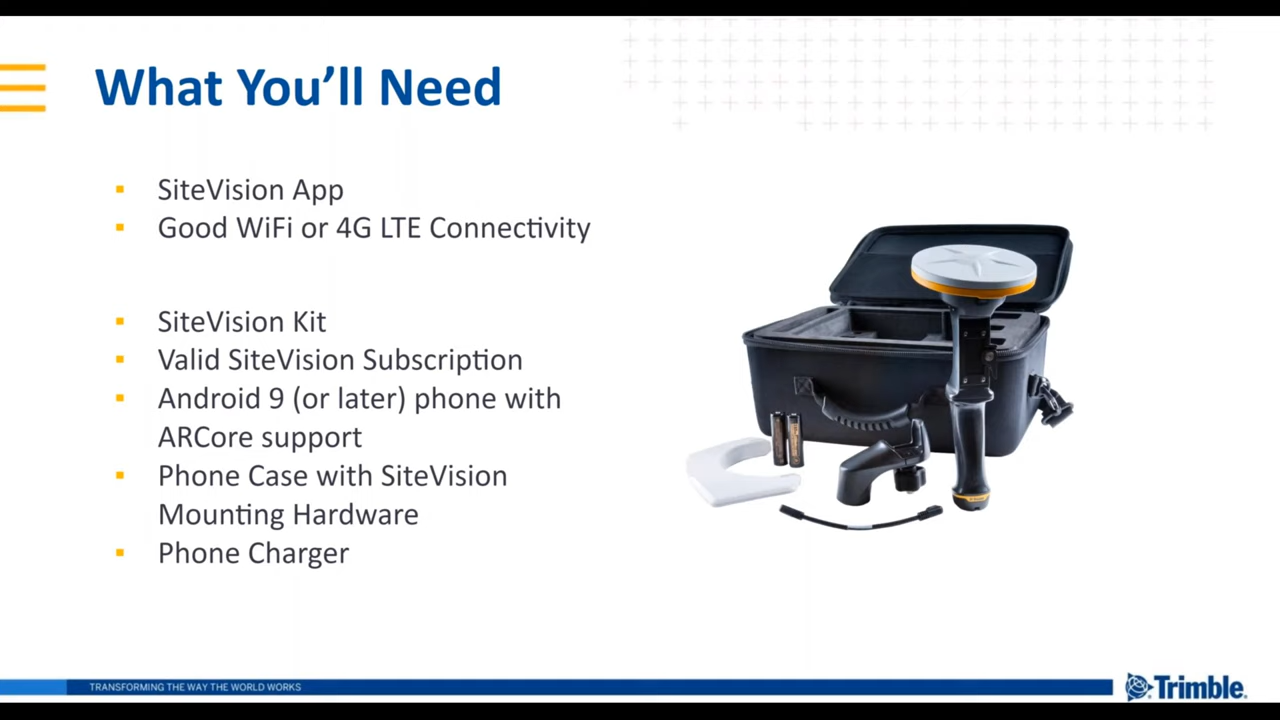 What You’ll Need
▪ SiteVision App
▪ Good WiFi or 4G LTE Connectivity
▪ SiteVision Kit
▪ Valid SiteVision Subscription
▪ Android 9 (or later) phone with
ARCore support
▪ Phone Case with SiteVision
Mounting Hardware
▪ Phone Charger
TRANSFORMING THE WAY THE WORLD WORKS
Trimble.